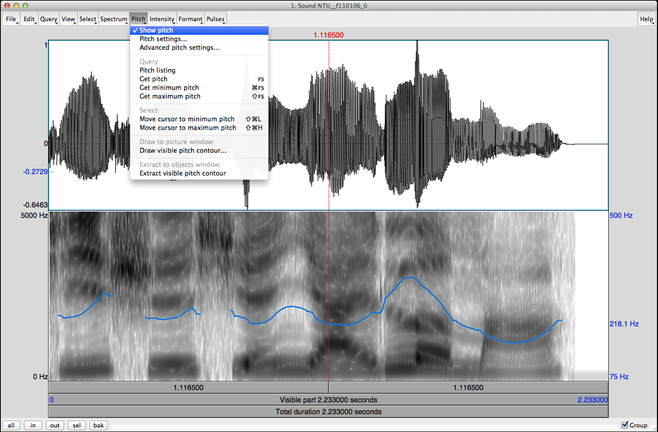 1. Sound NTU__f110106_0
File Edit Query View Select Spectrum Pitch Intensity Formant Pulses Help
✓ Show pitch
Pitch settings...
Advanced pitch settings...
Query:
Pitch listing
Get pitch F5
Get minimum pitch ⌘F5
Get maximum pitch ⇧F5
Select:
Move cursor to minimum pitch ⇧⌘L
Move cursor to maximum pitch ⇧⌘H
Draw to picture window:
Draw visible pitch contour...
Extract to objects window:
Extract visible pitch contour
1.116500
1
0
-0.2729
-0.6463
5000 Hz
500 Hz
218.1 Hz
0 Hz
75 Hz
1.116500 1.116500
0 Visible part 2.233000 seconds 2.233000
Total duration 2.233000 seconds
all in out sel bak Group